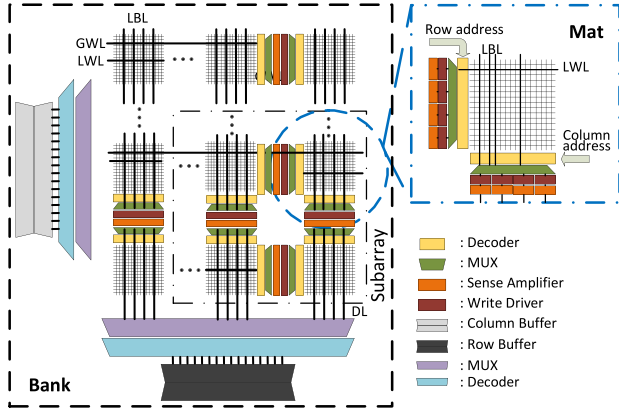 LBL
GWL
LWL
Bank
Subarray
DL
Mat
Row address
LBL
LWL
Column
address
: Decoder
: MUX
: Sense Amplifier
: Write Driver
: Column Buffer
: Row Buffer
: MUX
: Decoder